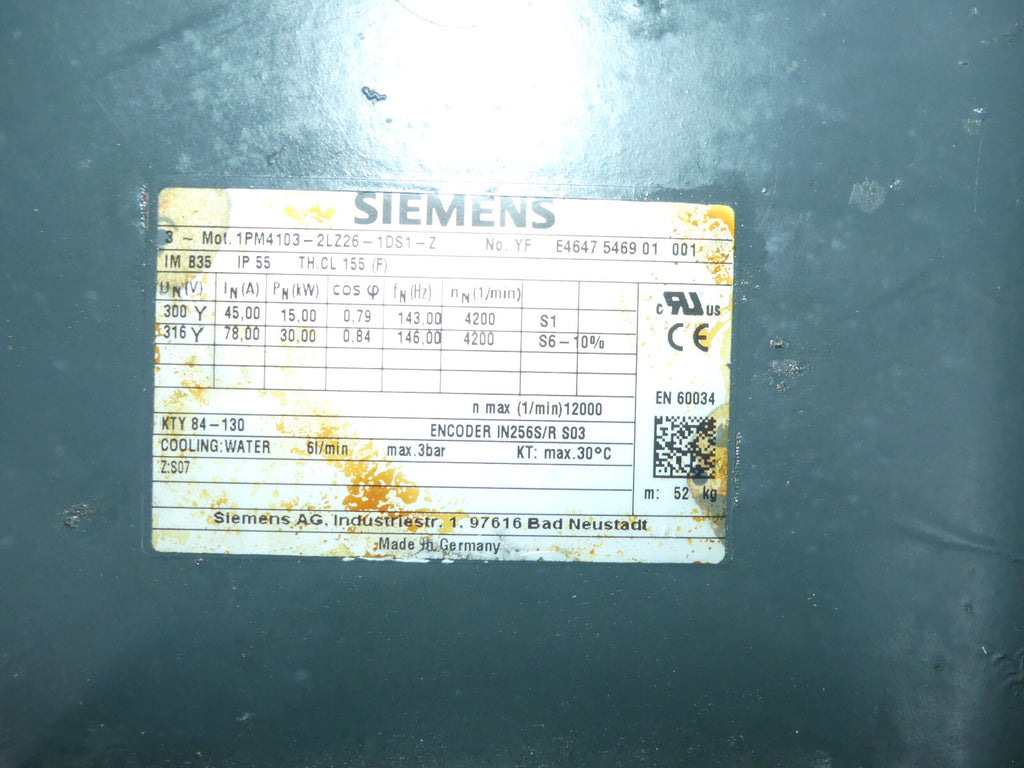 SIEMENS
3 ~ Mot. 1PM4103-2LZ26-1DS1-Z No. YF E4647 5469 01 001
IM B35 IP 55 TH.CL 155 (F)
UN(V) IN(A) PN(kW) cos φ fN(Hz) nN(1/min)
300 Y 45,00 15,00 0,79 143,00 4200 S1
316 Y 78,00 30,00 0,84 146,00 4200 S6-10%
c RU US
CE
EN 60034
n max (1/min)12000
KTY 84-130 ENCODER IN256S/R S03
COOLING:WATER 6l/min max.3bar KT: max.30°C
Z:S07
m: 52 kg
Siemens AG, Industriestr. 1, 97616 Bad Neustadt
Made in Germany